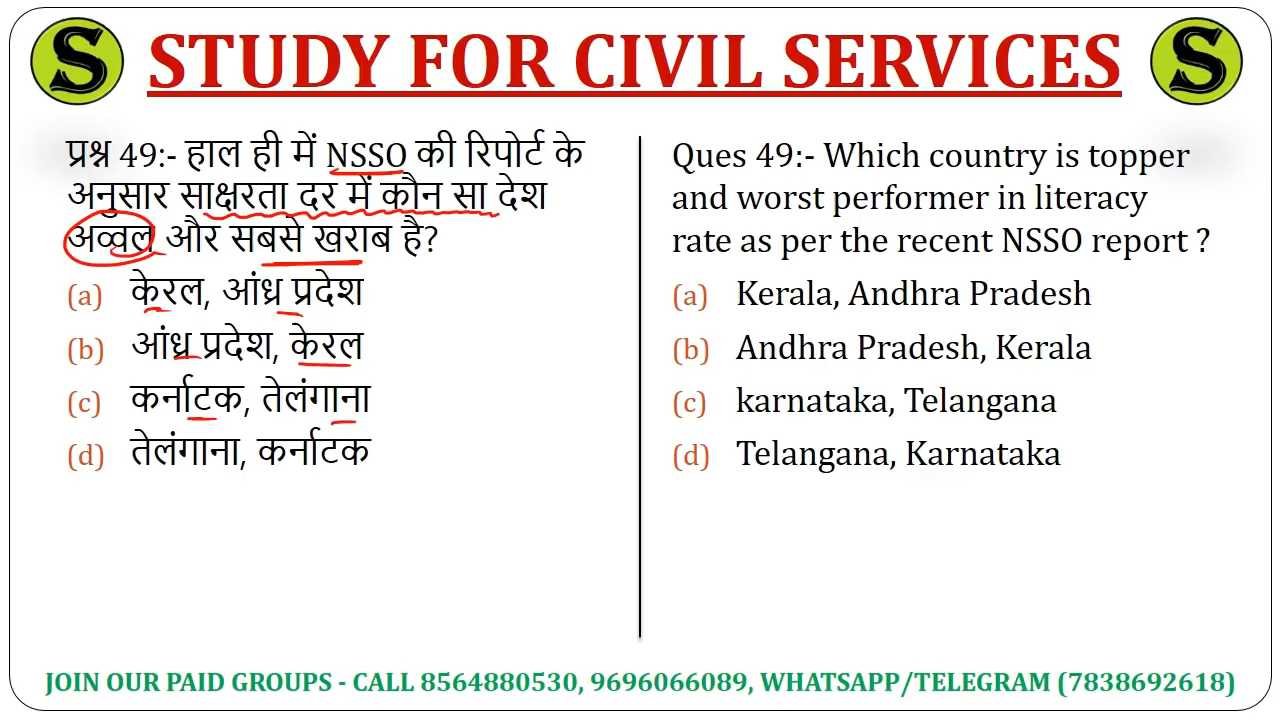 S STUDY FOR CIVIL SERVICES S
प्रश्न 49:- हाल ही में NSSO की रिपोर्ट के
अनुसार साक्षरता दर में कौन सा देश
अव्वल और सबसे खराब है?
(a) केरल, आंध्र प्रदेश
(b) आंध्र प्रदेश, केरल
(c) कर्नाटक, तेलंगाना
(d) तेलंगाना, कर्नाटक
Ques 49:- Which country is topper
and worst performer in literacy
rate as per the recent NSSO report ?
(a) Kerala, Andhra Pradesh
(b) Andhra Pradesh, Kerala
(c) karnataka, Telangana
(d) Telangana, Karnataka
JOIN OUR PAID GROUPS - CALL 8564880530, 9696066089, WHATSAPP/TELEGRAM (7838692618)